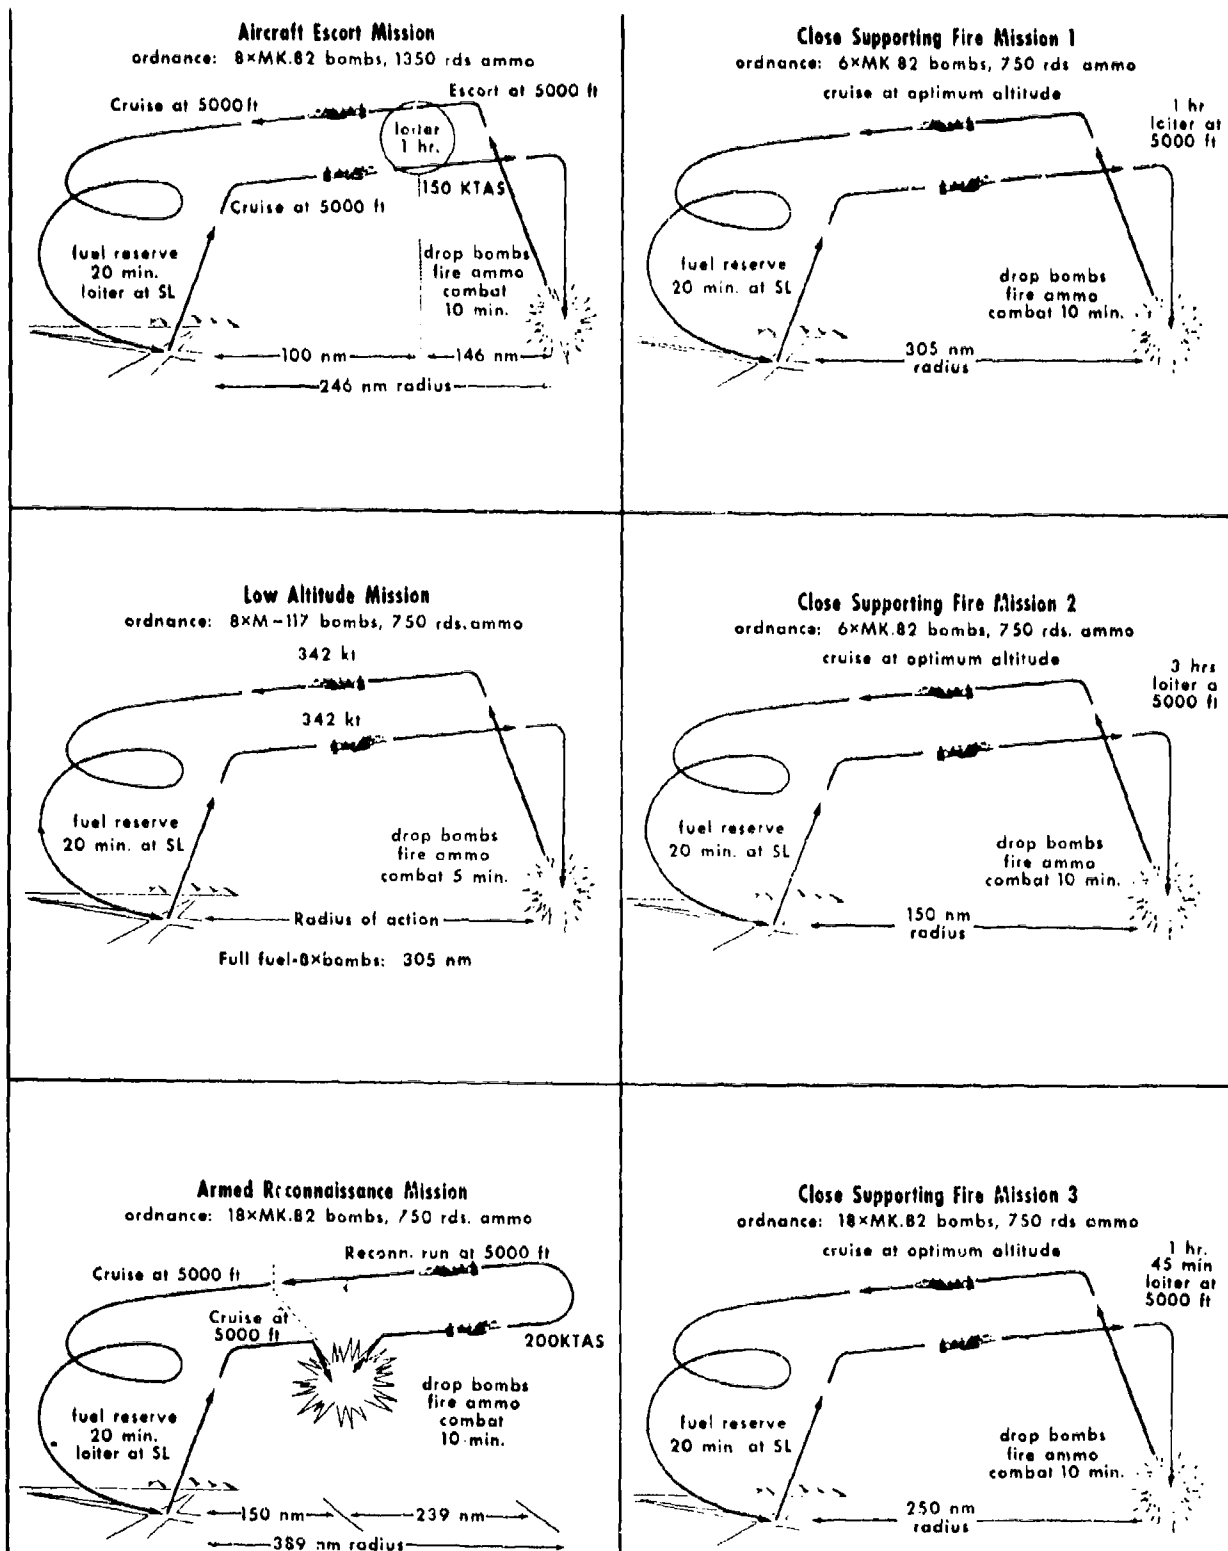 Aircraft Escort Mission
ordnance: 8×MK.82 bombs, 1350 rds ammo
Cruise at 5000 ft
Escort at 5000 ft
loiter
1 hr.
150 KTAS
Cruise at 5000 ft
fuel reserve
20 min.
loiter at SL
drop bombs
fire ammo
combat
10 min.
100 nm
146 nm
246 nm radius
Close Supporting Fire Mission 1
ordnance: 6×MK 82 bombs, 750 rds ammo
cruise at optimum altitude
1 hr
loiter at
5000 ft
fuel reserve
20 min. at SL
drop bombs
fire ammo
combat 10 min.
305 nm
radius
Low Altitude Mission
ordnance: 8×M-117 bombs, 750 rds. ammo
342 kt
342 kt
fuel reserve
20 min. at SL
drop bombs
fire ammo
combat 5 min.
Radius of action
Full fuel-8×bombs: 305 nm
Close Supporting Fire Mission 2
ordnance: 6×MK.82 bombs, 750 rds. ammo
cruise at optimum altitude
3 hrs
loiter a
5000 ft
fuel reserve
20 min. at SL
drop bombs
fire ammo
combat 10 min.
150 nm
radius
Armed Reconnaissance Mission
ordnance: 18×MK.82 bombs, 750 rds. ammo
Reconn. run at 5000 ft
Cruise at 5000 ft
Cruise at
5000 ft
200KTAS
drop bombs
fire ammo
combat
10 min.
fuel reserve
20 min.
loiter at SL
150 nm
239 nm
389 nm radius
Close Supporting Fire Mission 3
ordnance: 18×MK.82 bombs, 750 rds ammo
cruise at optimum altitude
1 hr.
45 min
loiter at
5000 ft
fuel reserve
20 min at SL
drop bombs
fire ammo
combat 10 min.
250 nm
radius